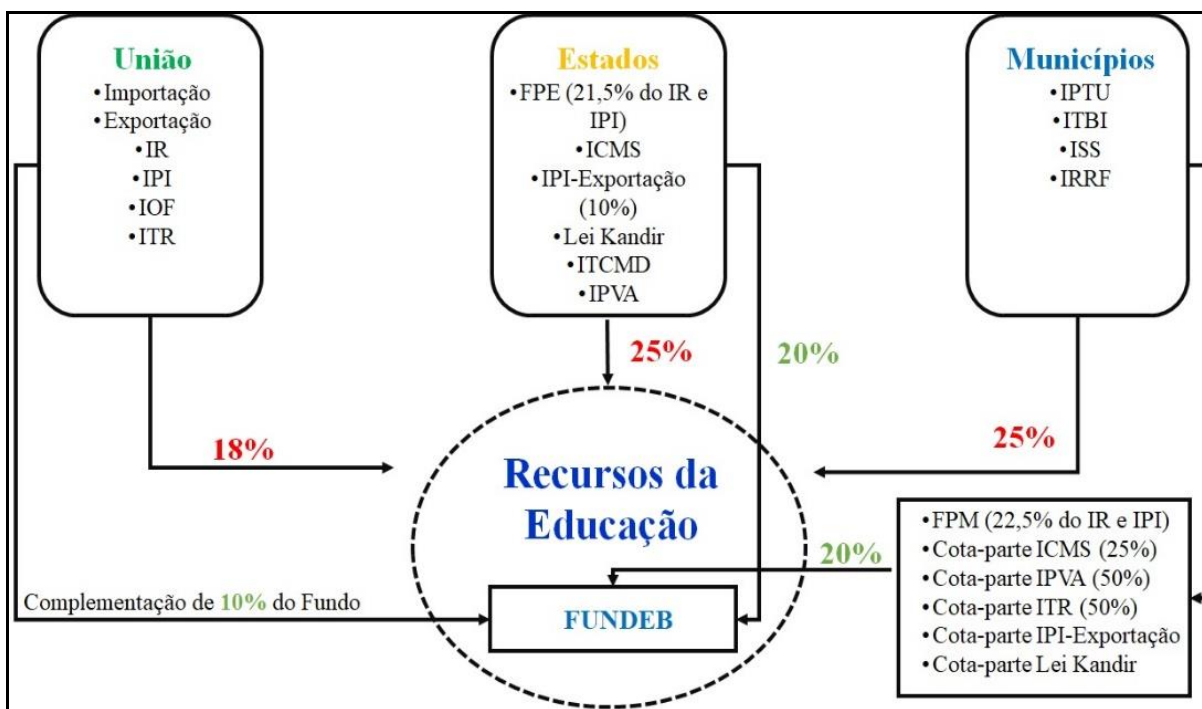 União
•Importação
•Exportação
•IR
•IPI
•IOF
•ITR
Estados
•FPE (21,5% do IR e
IPI)
•ICMS
•IPI-Exportação
(10%)
•Lei Kandir
•ITCMD
•IPVA
Municípios
•IPTU
•ITBI
•ISS
•IRRF
25%
20%
18%
25%
Recursos da
Educação
20%
•FPM (22,5% do IR e IPI)
•Cota-parte ICMS (25%)
•Cota-parte IPVA (50%)
•Cota-parte ITR (50%)
•Cota-parte IPI-Exportação
•Cota-parte Lei Kandir
Complementação de 10% do Fundo
FUNDEB